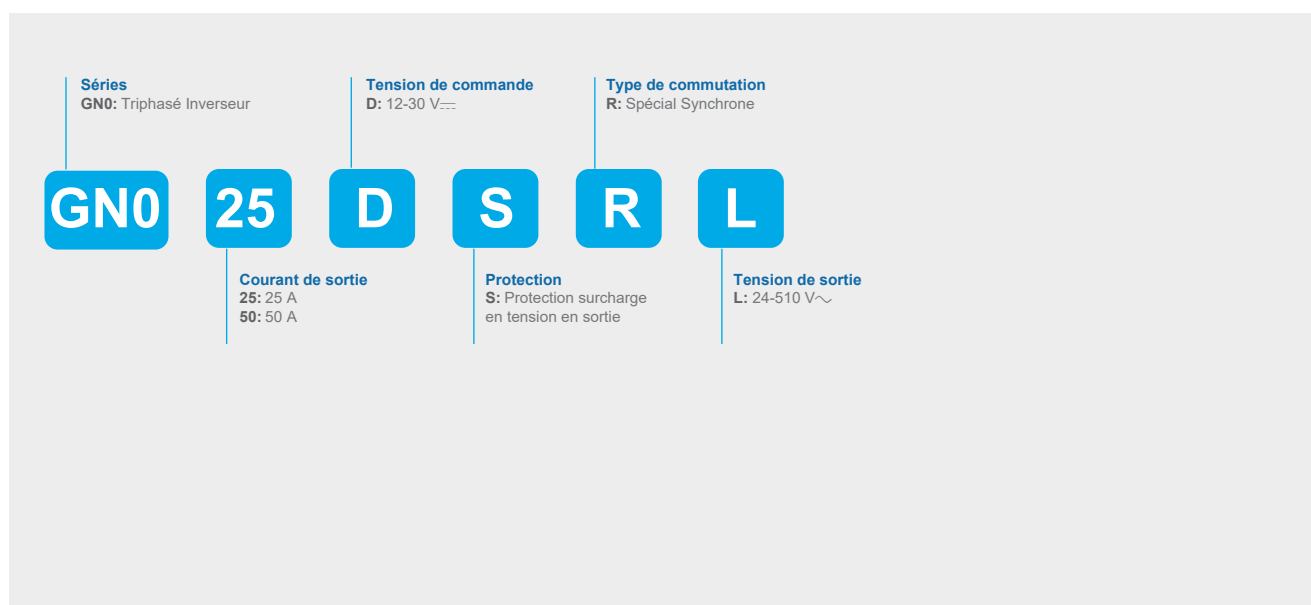 Séries
GN0: Triphasé Inverseur
Tension de commande
D: 12-30 V⎓
Type de commutation
R: Spécial Synchrone
GN0 25 D S R L
Courant de sortie
25: 25 A
50: 50 A
Protection
S: Protection surcharge
en tension en sortie
Tension de sortie
L: 24-510 V∿